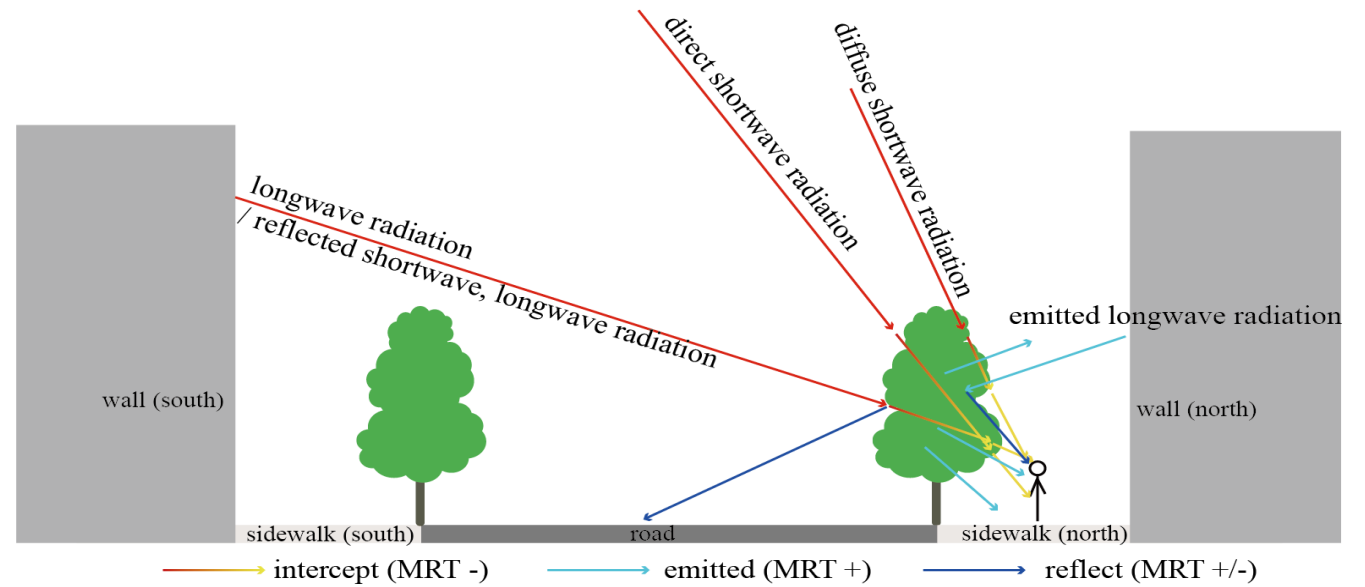 direct shortwave radiation
diffuse shortwave radiation
longwave radiation
/ reflected shortwave, longwave radiation
emitted longwave radiation
wall (south)
wall (north)
sidewalk (south)
road
sidewalk (north)
intercept (MRT -)
emitted (MRT +)
reflect (MRT +/-)